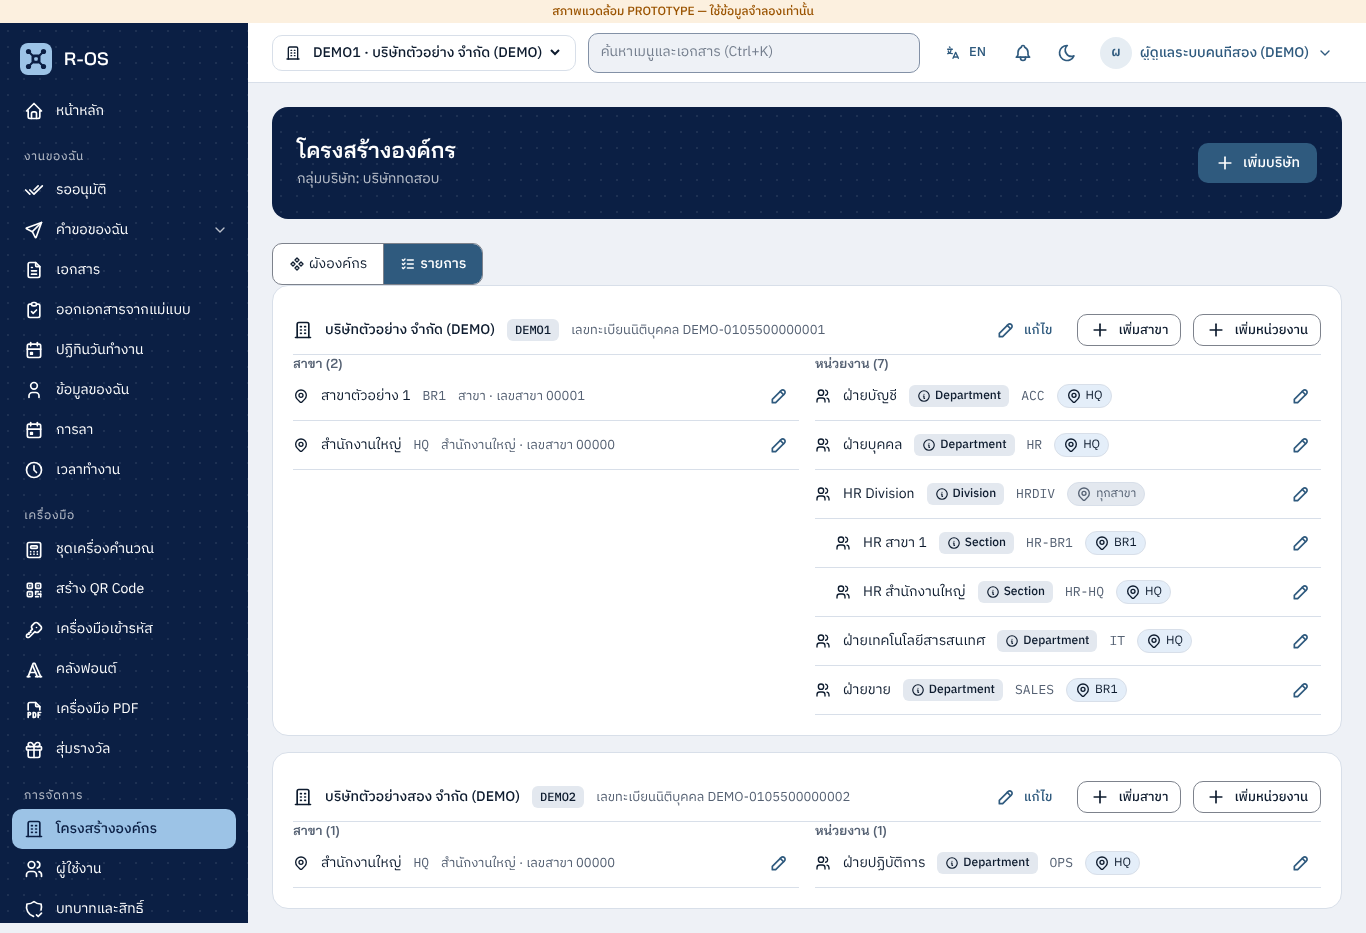 สภาพแวดล้อม PROTOTYPE — ใช้ข้อมูลจำลองเท่านั้น
R-OS
DEMO1 · บริษัทตัวอย่าง จำกัด (DEMO)
ค้นหาเมนูและเอกสาร (Ctrl+K)
EN
ผ
ผู้ดูแลระบบคนที่สอง (DEMO)
หน้าหลัก
งานของฉัน
รออนุมัติ
คำขอของฉัน
เอกสาร
ออกเอกสารจากแม่แบบ
ปฏิทินวันทำงาน
ข้อมูลของฉัน
การลา
เวลาทำงาน
เครื่องมือ
ชุดเครื่องคำนวณ
สร้าง QR Code
เครื่องมือเข้ารหัส
คลังฟอนต์
เครื่องมือ PDF
สุ่มรางวัล
การจัดการ
โครงสร้างองค์กร
ผู้ใช้งาน
บทบาทและสิทธิ์
โครงสร้างองค์กร
กลุ่มบริษัท: บริษัททดสอบ
เพิ่มบริษัท
ผังองค์กร
รายการ
บริษัทตัวอย่าง จำกัด (DEMO) DEMO1 เลขทะเบียนนิติบุคคล DEMO-0105500000001
แก้ไข
เพิ่มสาขา
เพิ่มหน่วยงาน
สาขา (2)
สาขาตัวอย่าง 1 BR1 สาขา · เลขสาขา 00001
สำนักงานใหญ่ HQ สำนักงานใหญ่ · เลขสาขา 00000
หน่วยงาน (7)
ฝ่ายบัญชี Department ACC HQ
ฝ่ายบุคคล Department HR HQ
HR Division Division HRDIV ทุกสาขา
HR สาขา 1 Section HR-BR1 BR1
HR สำนักงานใหญ่ Section HR-HQ HQ
ฝ่ายเทคโนโลยีสารสนเทศ Department IT HQ
ฝ่ายขาย Department SALES BR1
บริษัทตัวอย่างสอง จำกัด (DEMO) DEMO2 เลขทะเบียนนิติบุคคล DEMO-0105500000002
แก้ไข
เพิ่มสาขา
เพิ่มหน่วยงาน
สาขา (1)
สำนักงานใหญ่ HQ สำนักงานใหญ่ · เลขสาขา 00000
หน่วยงาน (1)
ฝ่ายปฏิบัติการ Department OPS HQ